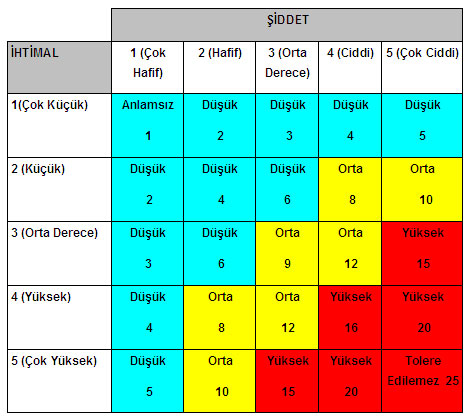 ŞİDDET
İHTİMAL 1 (Çok Hafif) 2 (Hafif) 3 (Orta Derece) 4 (Ciddi) 5 (Çok Ciddi)
1(Çok Küçük) Anlamsız 1 Düşük 2 Düşük 3 Düşük 4 Düşük 5
2 (Küçük) Düşük 2 Düşük 4 Düşük 6 Orta 8 Orta 10
3 (Orta Derece) Düşük 3 Düşük 6 Orta 9 Orta 12 Yüksek 15
4 (Yüksek) Düşük 4 Orta 8 Orta 12 Yüksek 16 Yüksek 20
5 (Çok Yüksek) Düşük 5 Orta 10 Yüksek 15 Yüksek 20 Tolere Edilemez 25